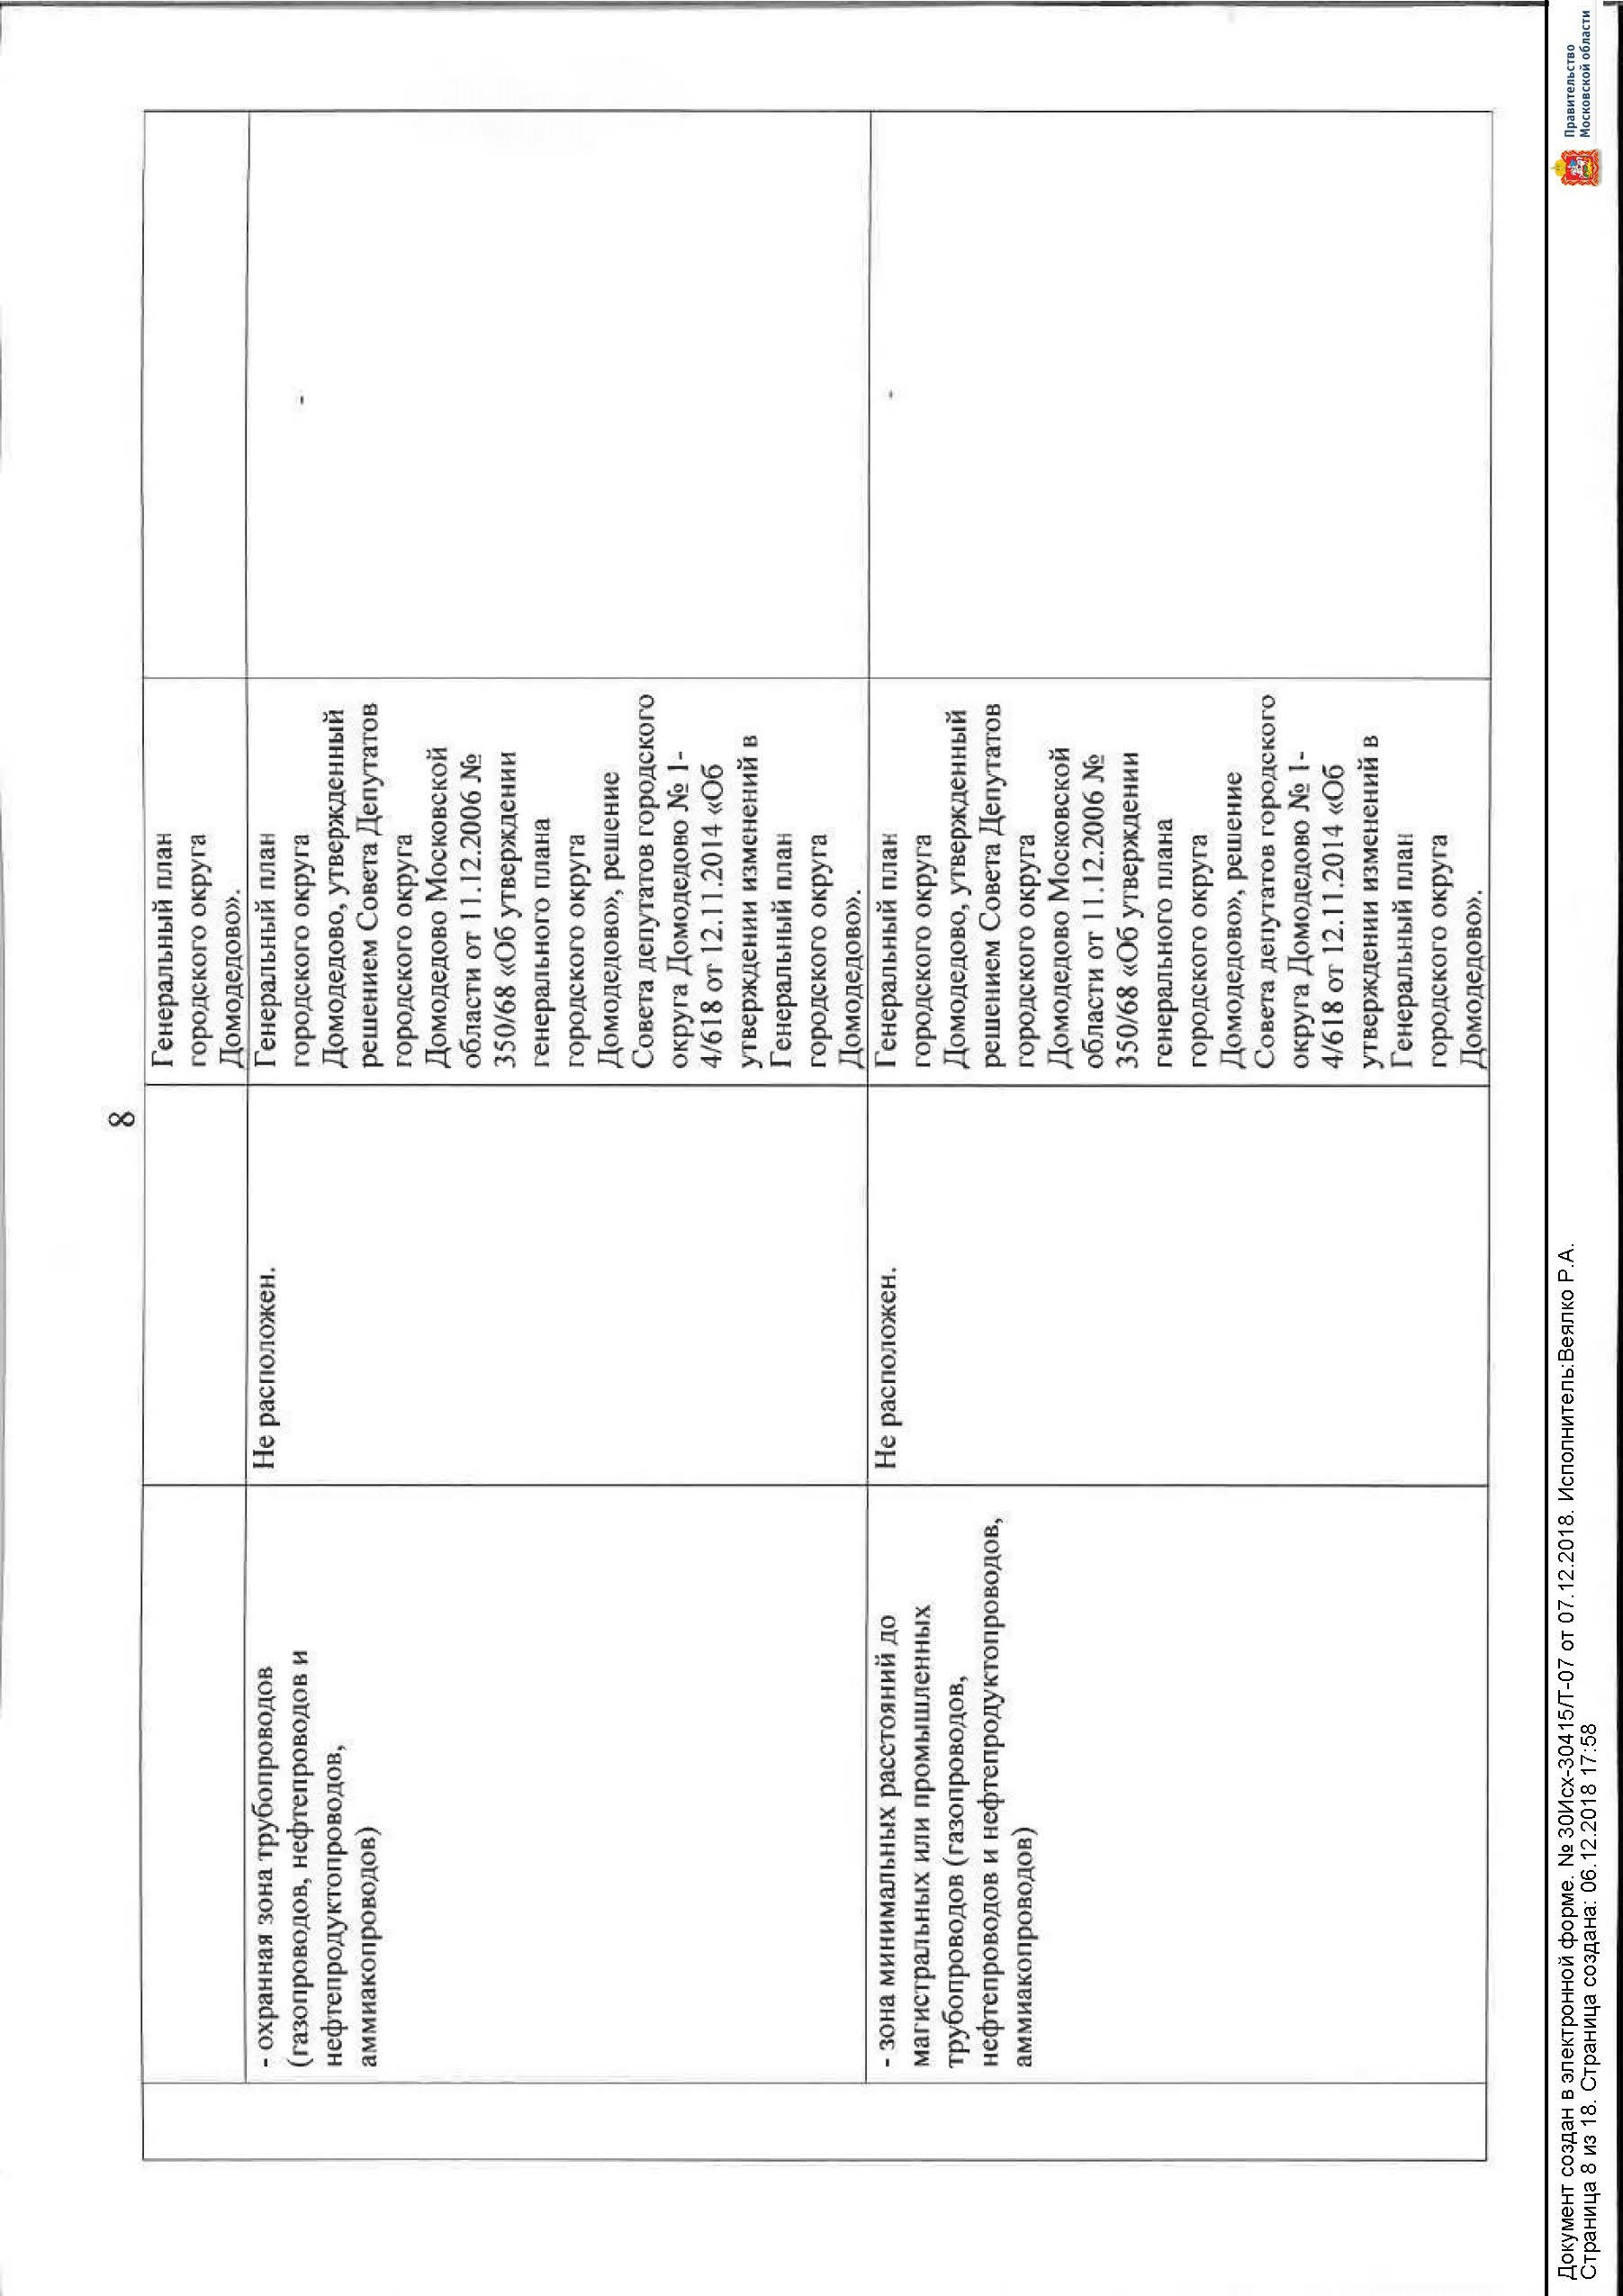 8
Генеральный план
городского округа
Домодедово».
- охранная зона трубопроводов
(газопроводов, нефтепроводов и
нефтепродуктопроводов,
аммиакопроводов)
Не расположен.
Генеральный план
городского округа
Домодедово, утвержденный
решением Совета Депутатов
городского округа
Домодедово Московской
области от 11.12.2006 №
350/68 «Об утверждении
генерального плана
городского округа
Домодедово», решение
Совета депутатов городского
округа Домодедово № 1-
4/618 от 12.11.2014 «Об
утверждении изменений в
Генеральный план
городского округа
Домодедово».
-
- зона минимальных расстояний до
магистральных или промышленных
трубопроводов (газопроводов,
нефтепроводов и нефтепродуктопроводов,
аммиакопроводов)
Не расположен.
Генеральный план
городского округа
Домодедово, утвержденный
решением Совета Депутатов
городского округа
Домодедово Московской
области от 11.12.2006 №
350/68 «Об утверждении
генерального плана
городского округа
Домодедово», решение
Совета депутатов городского
округа Домодедово № 1-
4/618 от 12.11.2014 «Об
утверждении изменений в
Генеральный план
городского округа
Домодедово».
-
Документ создан в электронной форме. № 30Исх-30415/Т-07 от 07.12.2018. Исполнитель:Веялко Р.А.
Страница 8 из 18. Страница создана: 06.12.2018 17:58
Правительство
Московской области